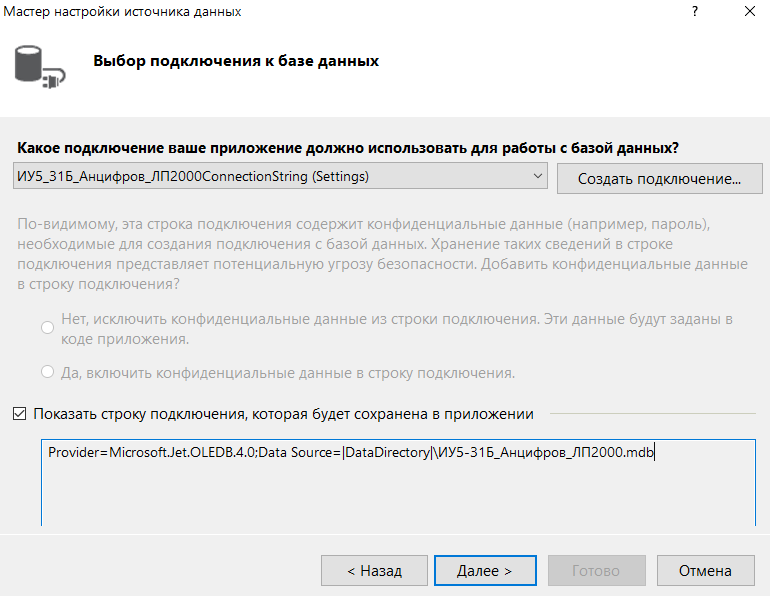 Мастер настройки источника данных
?
Выбор подключения к базе данных
Какое подключение ваше приложение должно использовать для работы с базой данных?
ИУ5_31Б_Анцифров_ЛП2000ConnectionString (Settings)
Создать подключение...
По-видимому, эта строка подключения содержит конфиденциальные данные (например, пароль),
необходимые для создания подключения с базой данных. Хранение таких сведений в строке
подключения представляет потенциальную угрозу безопасности. Добавить конфиденциальные данные
в строку подключения?
Нет, исключить конфиденциальные данные из строки подключения. Эти данные будут заданы в
коде приложения.
Да, включить конфиденциальные данные в строку подключения.
Показать строку подключения, которая будет сохранена в приложении
Provider=Microsoft.Jet.OLEDB.4.0;Data Source=|DataDirectory|\ИУ5-31Б_Анцифров_ЛП2000.mdb
< Назад
Далее >
Готово
Отмена